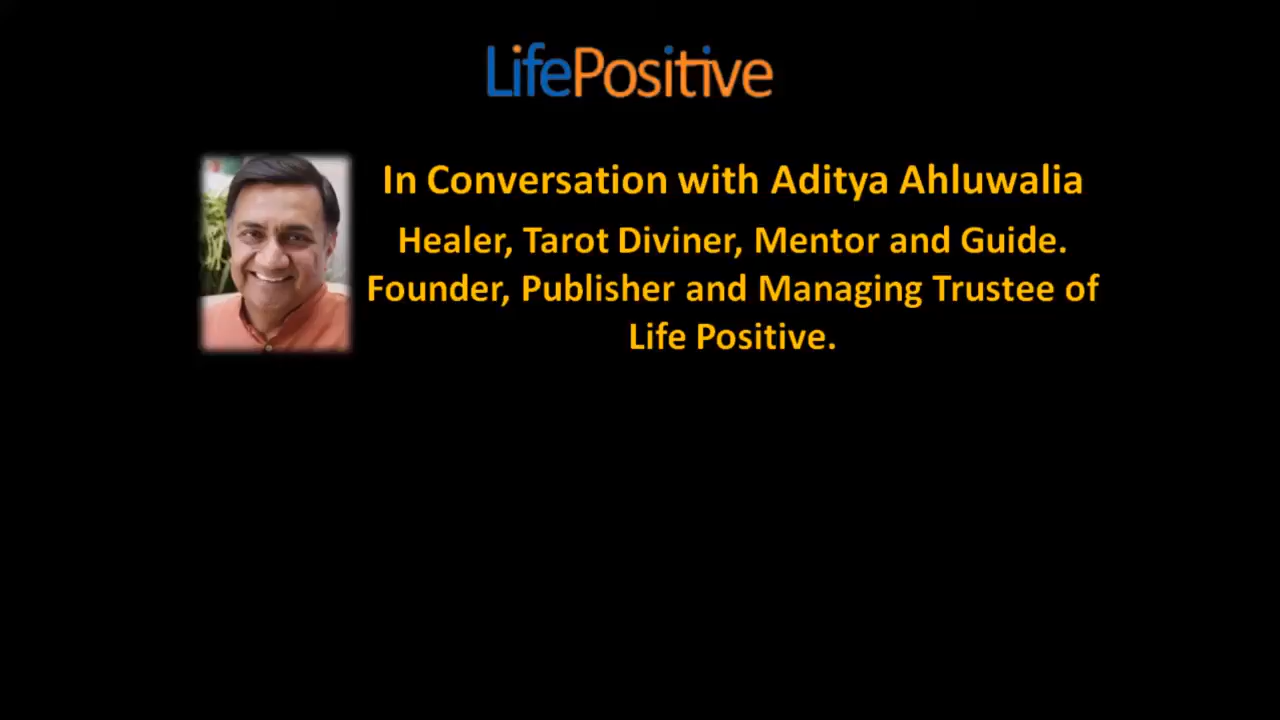 LifePositive
In Conversation with Aditya Ahluwalia
Healer, Tarot Diviner, Mentor and Guide.
Founder, Publisher and Managing Trustee of
Life Positive.